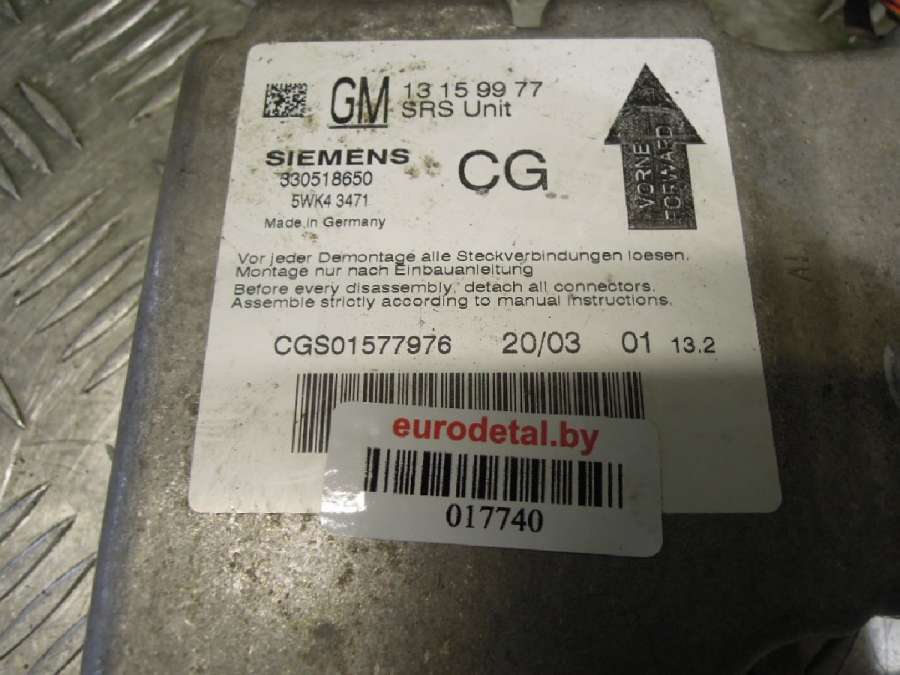 GM 13 15 99 77
SRS Unit
SIEMENS
330518650
5WK4 3471
Made in Germany
CG
VORNE
FORWARD
Vor jeder Demontage alle Steckverbindungen loesen.
Montage nur nach Einbauanleitung
Before every disassembly, detach all connectors.
Assemble strictly according to manual instructions.
CGS01577976 20/03 01 13.2
eurodetal.by
017740